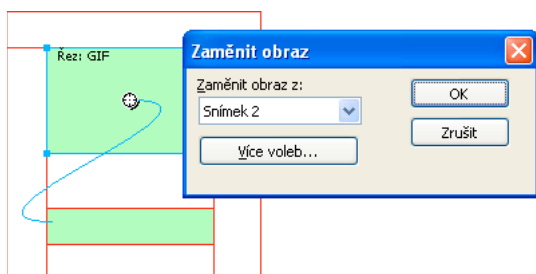 Řez: GIF
Zaměnit obraz
Zaměnit obraz z:
Snímek 2
Více voleb...
OK
Zrušit